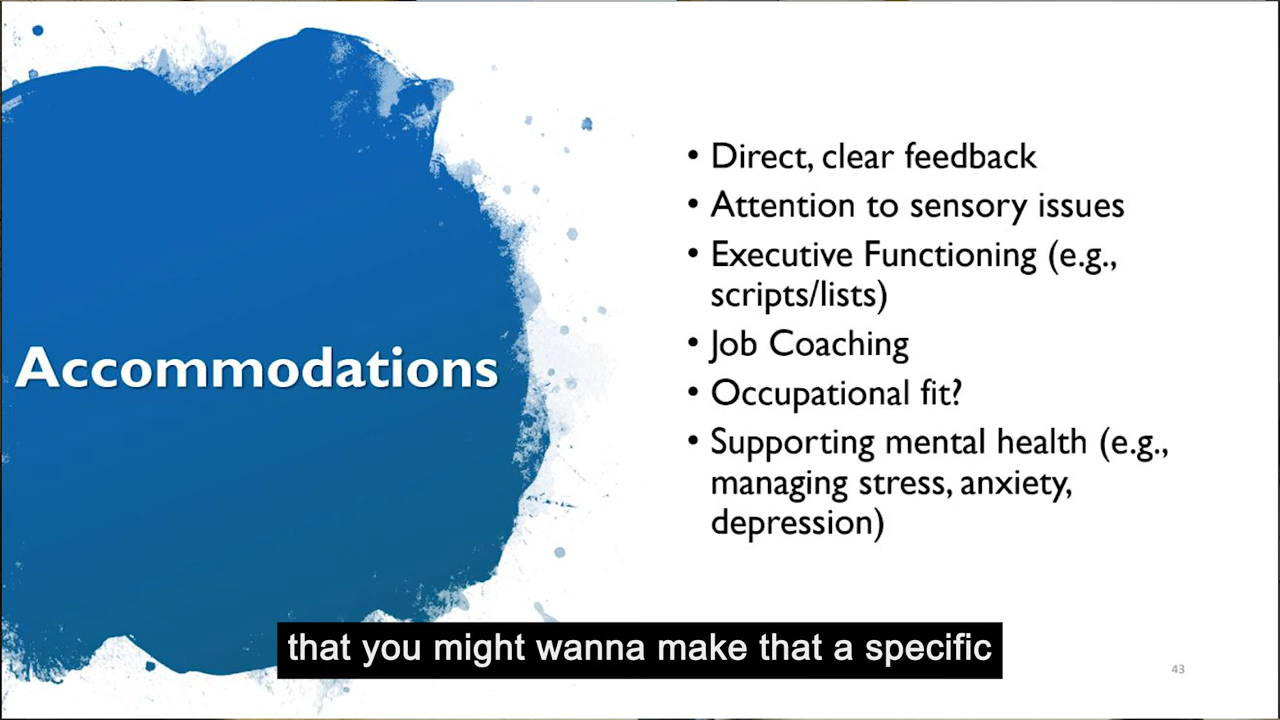 Accommodations
• Direct, clear feedback
• Attention to sensory issues
• Executive Functioning (e.g.,
scripts/lists)
• Job Coaching
• Occupational fit?
• Supporting mental health (e.g.,
managing stress, anxiety,
depression)
that you might wanna make that a specific
43